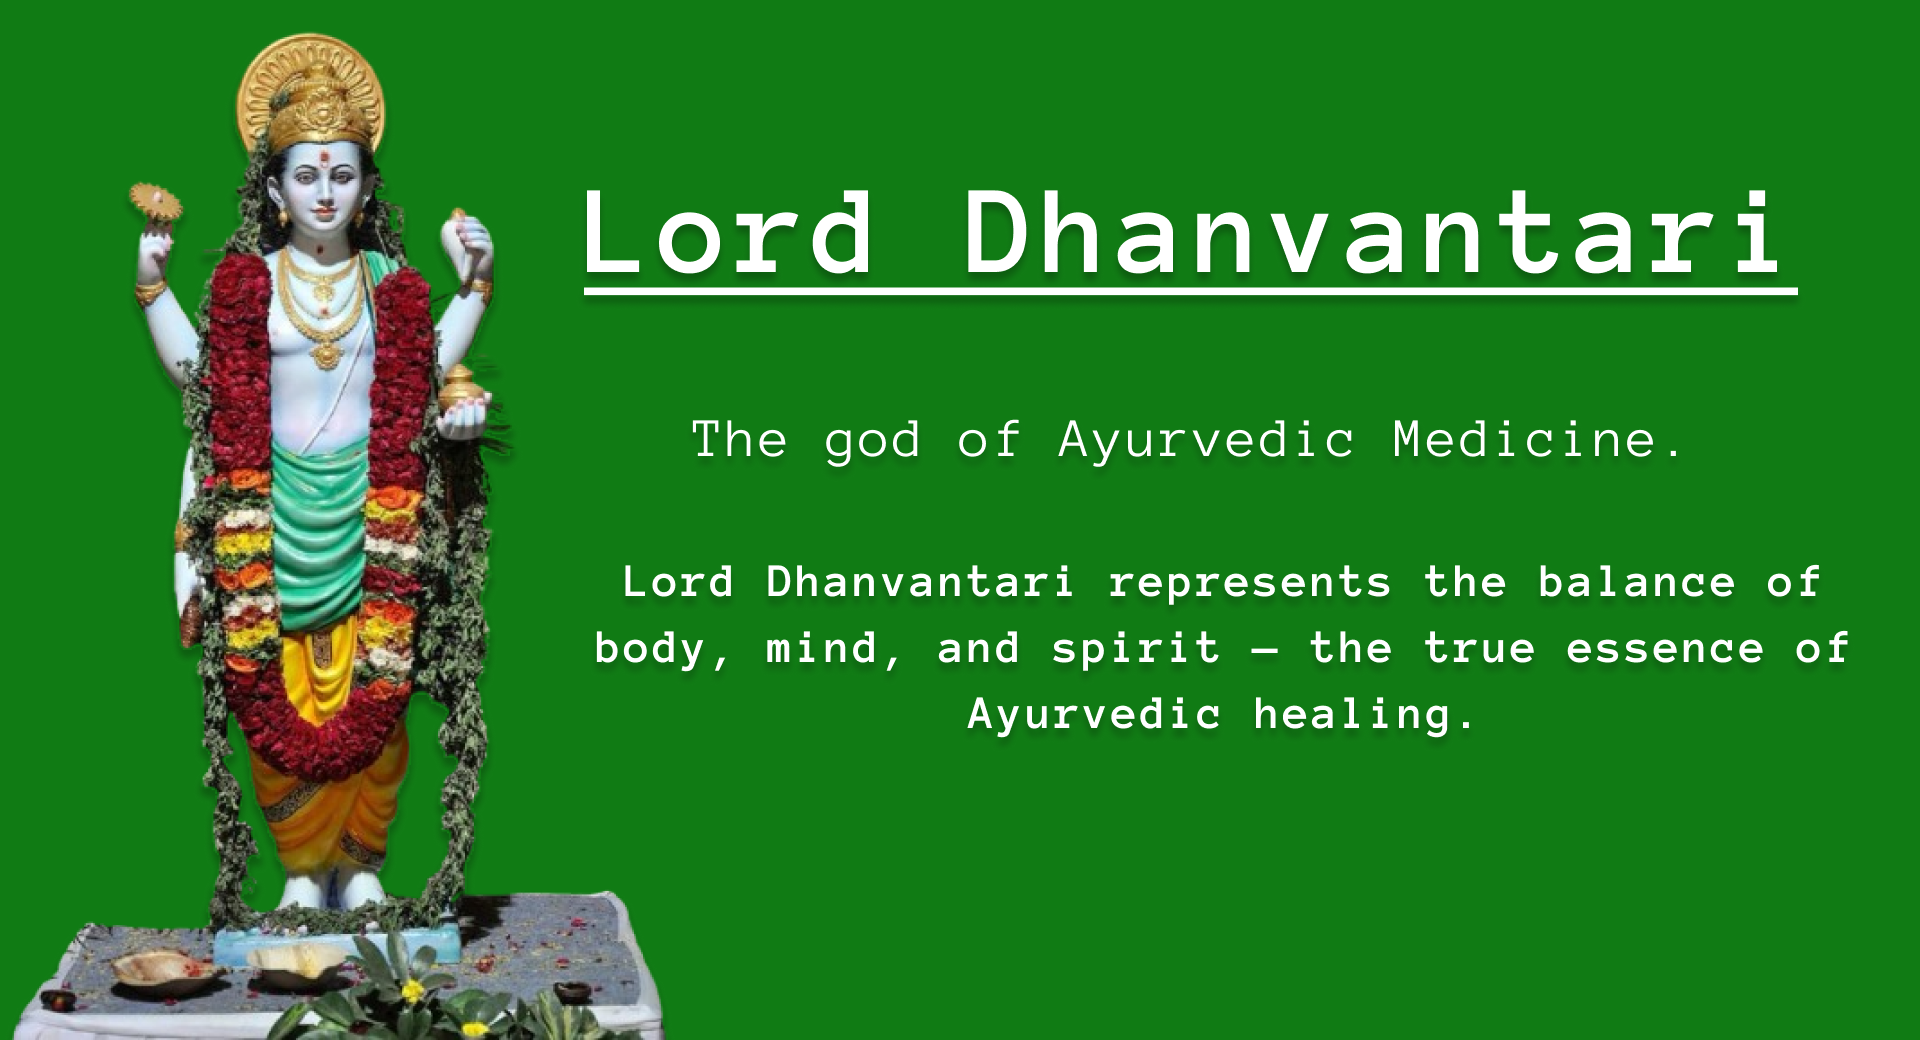 Lord Dhanvantari
The god of Ayurvedic Medicine.
Lord Dhanvantari represents the balance of
body, mind, and spirit — the true essence of
Ayurvedic healing.